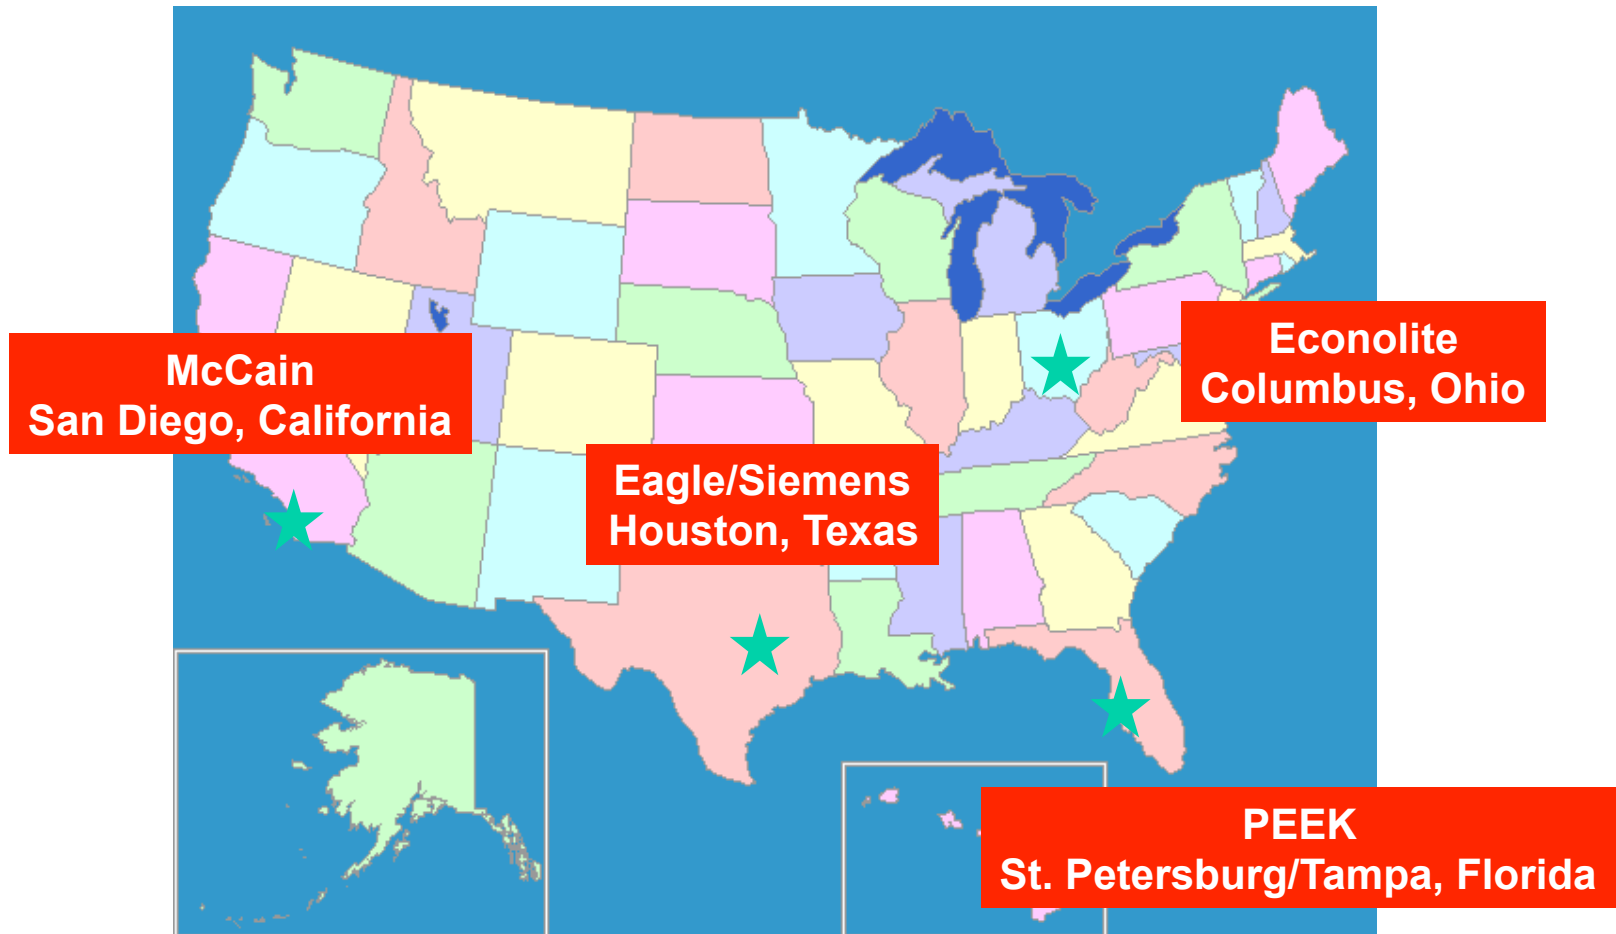 McCain
San Diego, California
Econolite
Columbus, Ohio
Eagle/Siemens
Houston, Texas
PEEK
St. Petersburg/Tampa, Florida